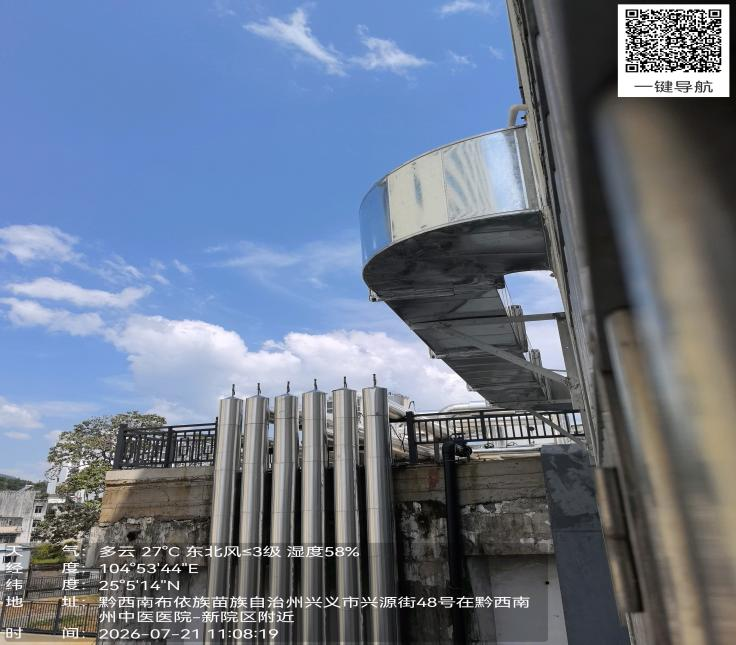 一键导航
天 气: 多云 27℃ 东北风≤3级 湿度58%
经 度: 104°53'44"E
纬 度: 25°5'14"N
地 址: 黔西南布依族苗族自治州兴义市兴源街48号在黔西南
州中医医院-新院区附近
时 间: 2026-07-21 11:08:19